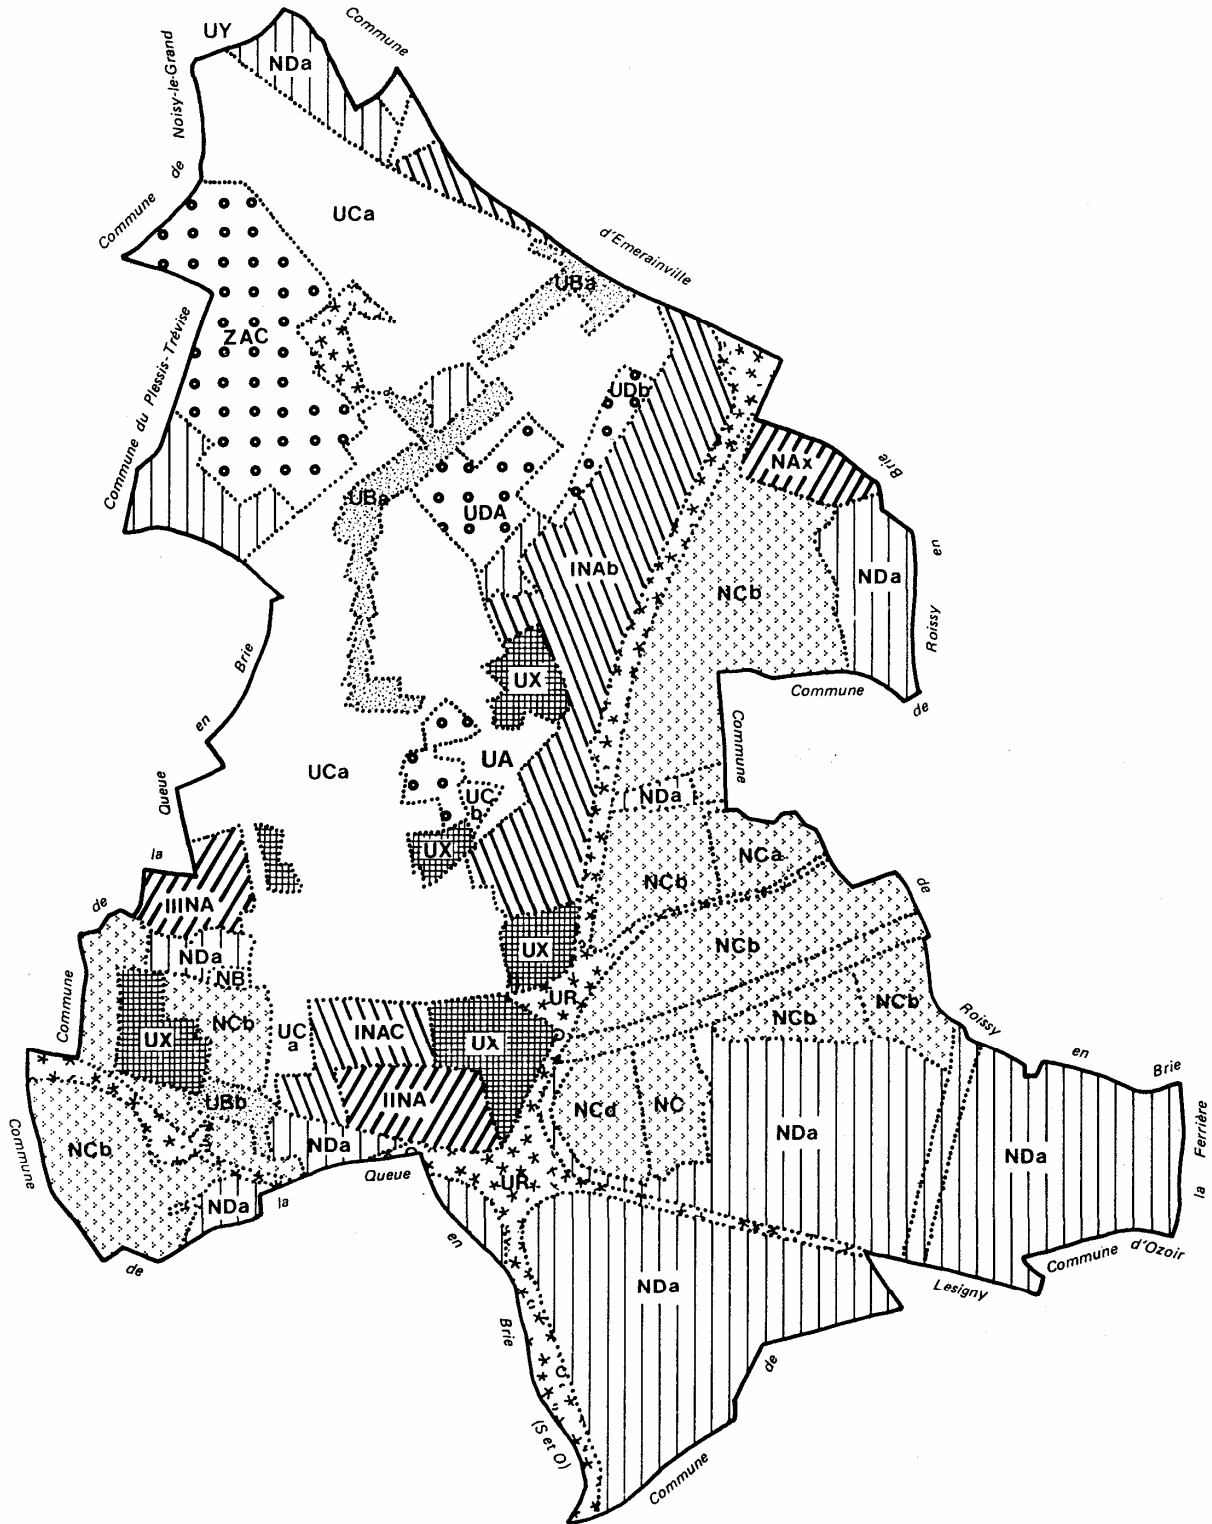 UY
Commune
NDa
Noisy-le-Grand
de
Commune
UCa
d'Emerainville
UBa
ZAC
Commune du Plessis-Trévise
UDb
NAx
Brie
UBa
UDA
INAb
en
NDa
NCb
Roissy
Brie
UX
Commune
de
en
Commune
UA
UCa
Queue
NDa
UC
b
UX
NCa
la
NCb
de
IIINA
de
NCb
UX
NDa
NB
Commune
UR
NCb
NCb
NCb
Roissy
UC
a
INAC
UX
UX
en
Brie
UBb
IINA
NCd
NC
NDa
Commune
NCb
NDa
NDa
la Ferrière
Queue
UR
la
NDa
en
de
Commune d'Ozoir
NDa
Lesigny
Brie
de
(S et O)
Commune